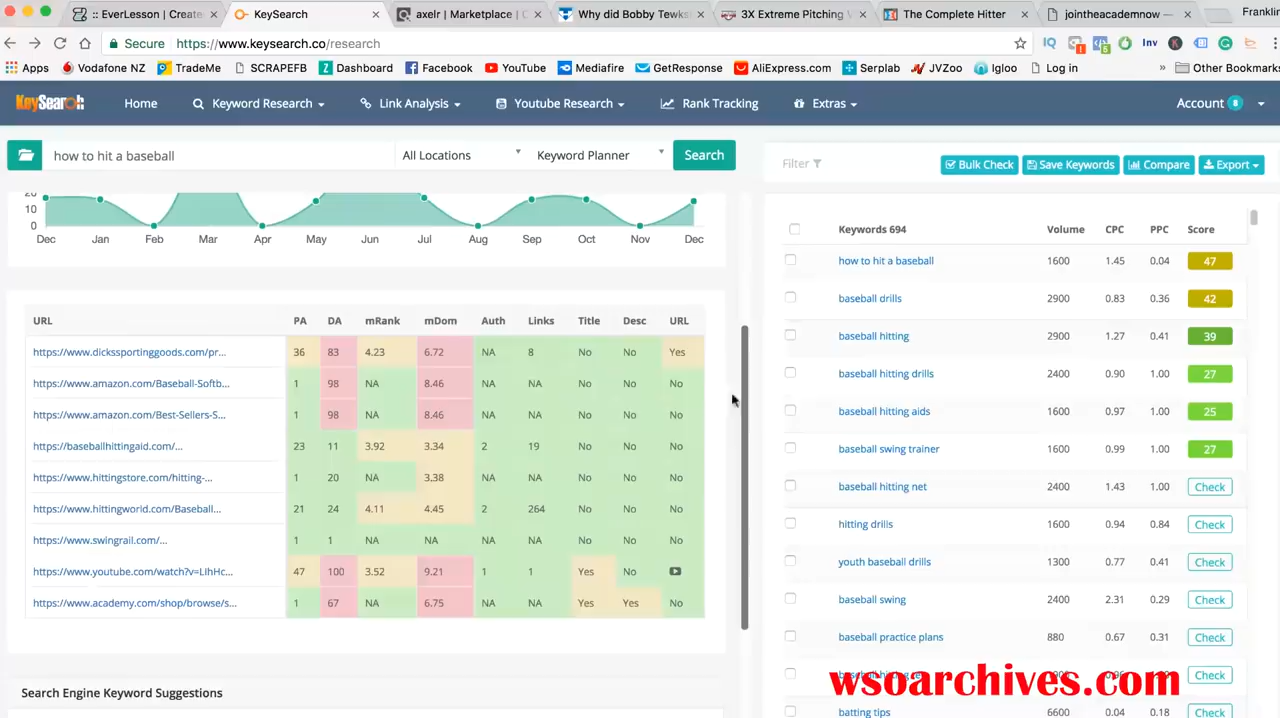 :: EverLesson | Create
KeySearch
axelr | Marketplace | C
Why did Bobby Tewks
3X Extreme Pitching V
The Complete Hitter
jointheacademnow —
Franklin
Secure
https://www.keysearch.co/research
Apps
Vodafone NZ
TradeMe
SCRAPEFB
Dashboard
Facebook
YouTube
Mediafire
GetResponse
AliExpress.com
Serplab
JVZoo
Igloo
Log in
»
Other Bookmarks
KeySearch
Home
Keyword Research
Link Analysis
Youtube Research
Rank Tracking
Extras
Account 8
how to hit a baseball
All Locations
Keyword Planner
Search
Filter
Bulk Check
Save Keywords
Compare
Export
20
10
0
Dec Jan Feb Mar Apr May Jun Jul Aug Sep Oct Nov Dec
URL PA DA mRank mDom Auth Links Title Desc URL
https://www.dickssportinggoods.com/pr... 36 83 4.23 6.72 NA 8 No No Yes
https://www.amazon.com/Baseball-Softb... 1 98 NA 8.46 NA NA No No No
https://www.amazon.com/Best-Sellers-S... 1 98 NA 8.46 NA NA No No No
https://baseballhittingaid.com/... 23 11 3.92 3.34 2 19 No No No
https://www.hittingstore.com/hitting-... 1 20 NA 3.38 NA NA No No No
https://www.hittingworld.com/Baseball... 21 24 4.11 4.45 2 264 No No No
https://www.swingrail.com/... 1 1 NA NA NA NA No No No
https://www.youtube.com/watch?v=LIhHc... 47 100 3.52 9.21 1 1 Yes No
https://www.academy.com/shop/browse/s... 1 67 NA 6.75 NA NA Yes Yes No
Search Engine Keyword Suggestions
Keywords 694 Volume CPC PPC Score
how to hit a baseball 1600 1.45 0.04 47
baseball drills 2900 0.83 0.36 42
baseball hitting 2900 1.27 0.41 39
baseball hitting drills 2400 0.90 1.00 27
baseball hitting aids 1600 0.97 1.00 25
baseball swing trainer 1600 0.99 1.00 27
baseball hitting net 2400 1.43 1.00 Check
hitting drills 1600 0.94 0.84 Check
youth baseball drills 1300 0.77 0.41 Check
baseball swing 2400 2.31 0.29 Check
baseball practice plans 880 0.67 0.31 Check
Check
batting tips 6600 0.04 0.18 Check
wsoarchives.com